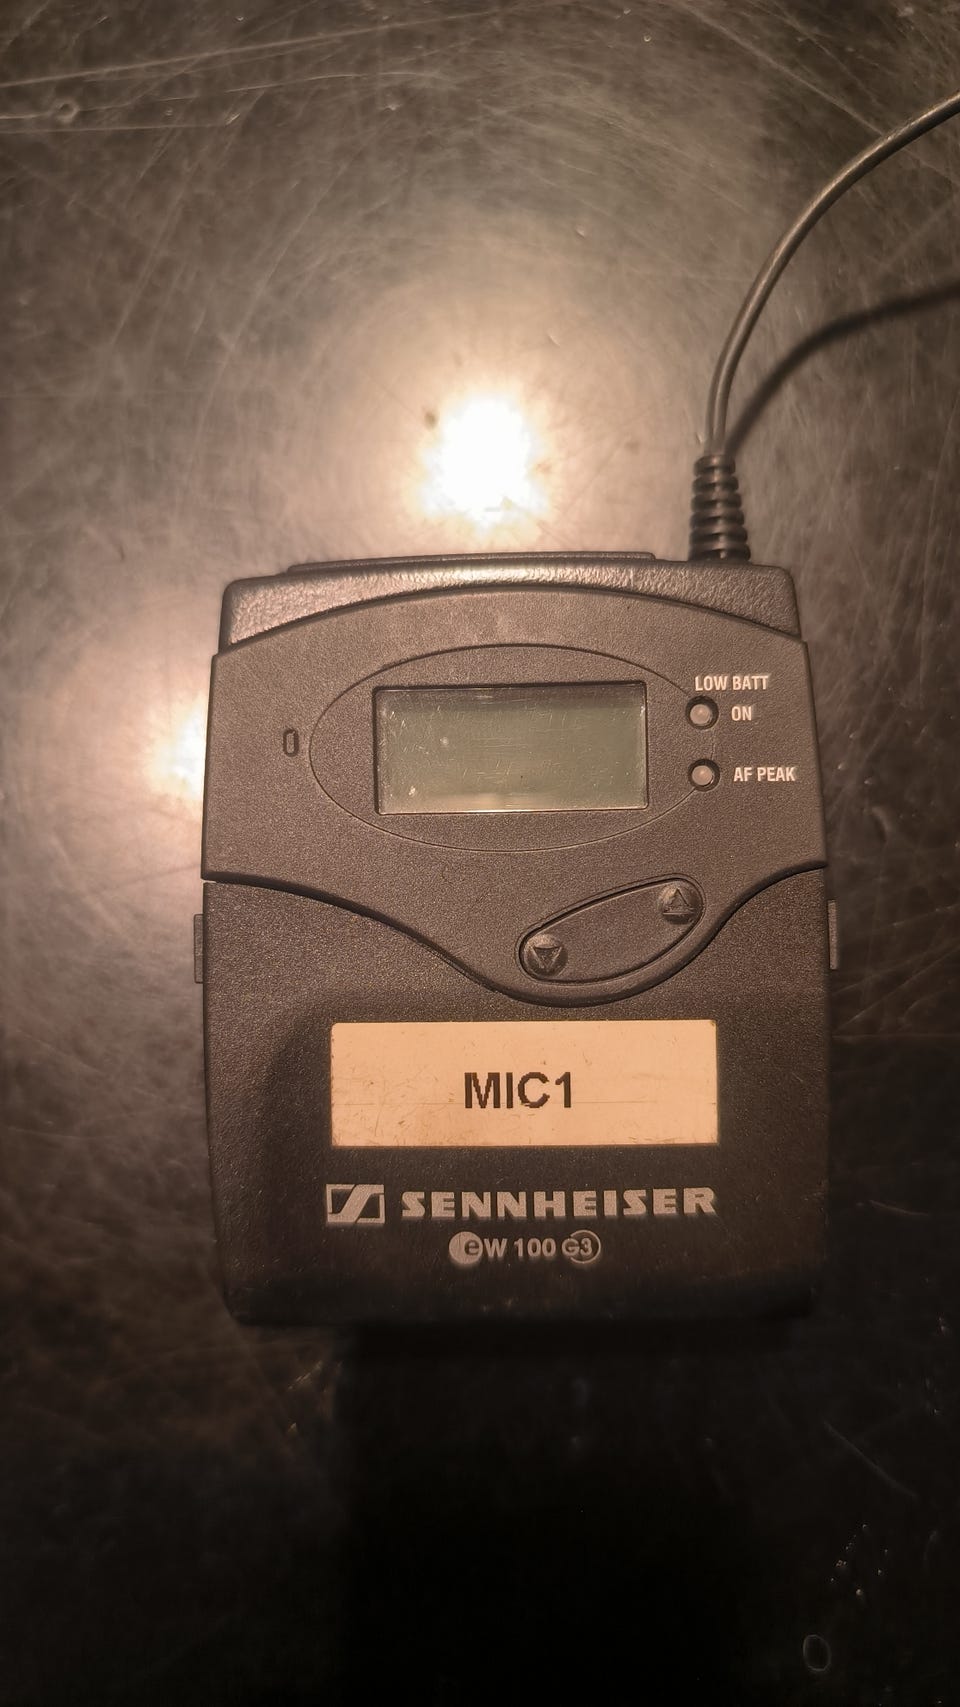 LOW BATT
ON
AF PEAK
MIC1
SENNHEISER
ew 100 G3